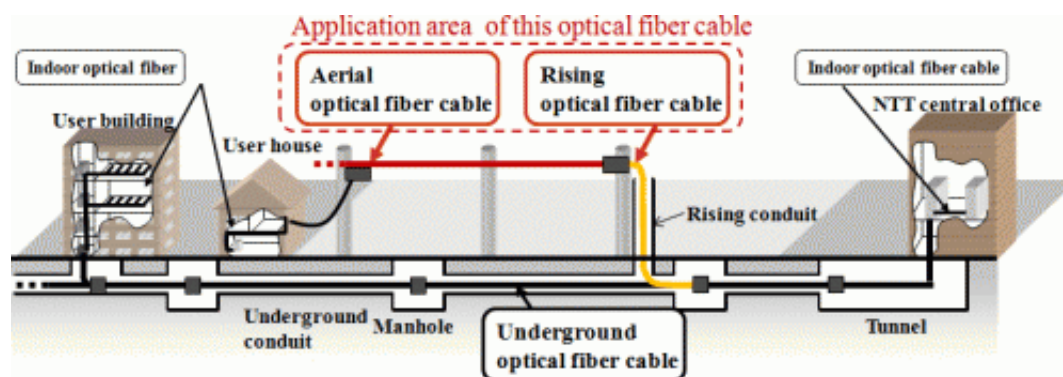 Application area of this optical fiber cable
Indoor optical fiber
Aerial
optical fiber cable
Rising
optical fiber cable
Indoor optical fiber cable
NTT central office
User building
User house
Rising conduit
Underground
conduit
Manhole
Underground
optical fiber cable
Tunnel